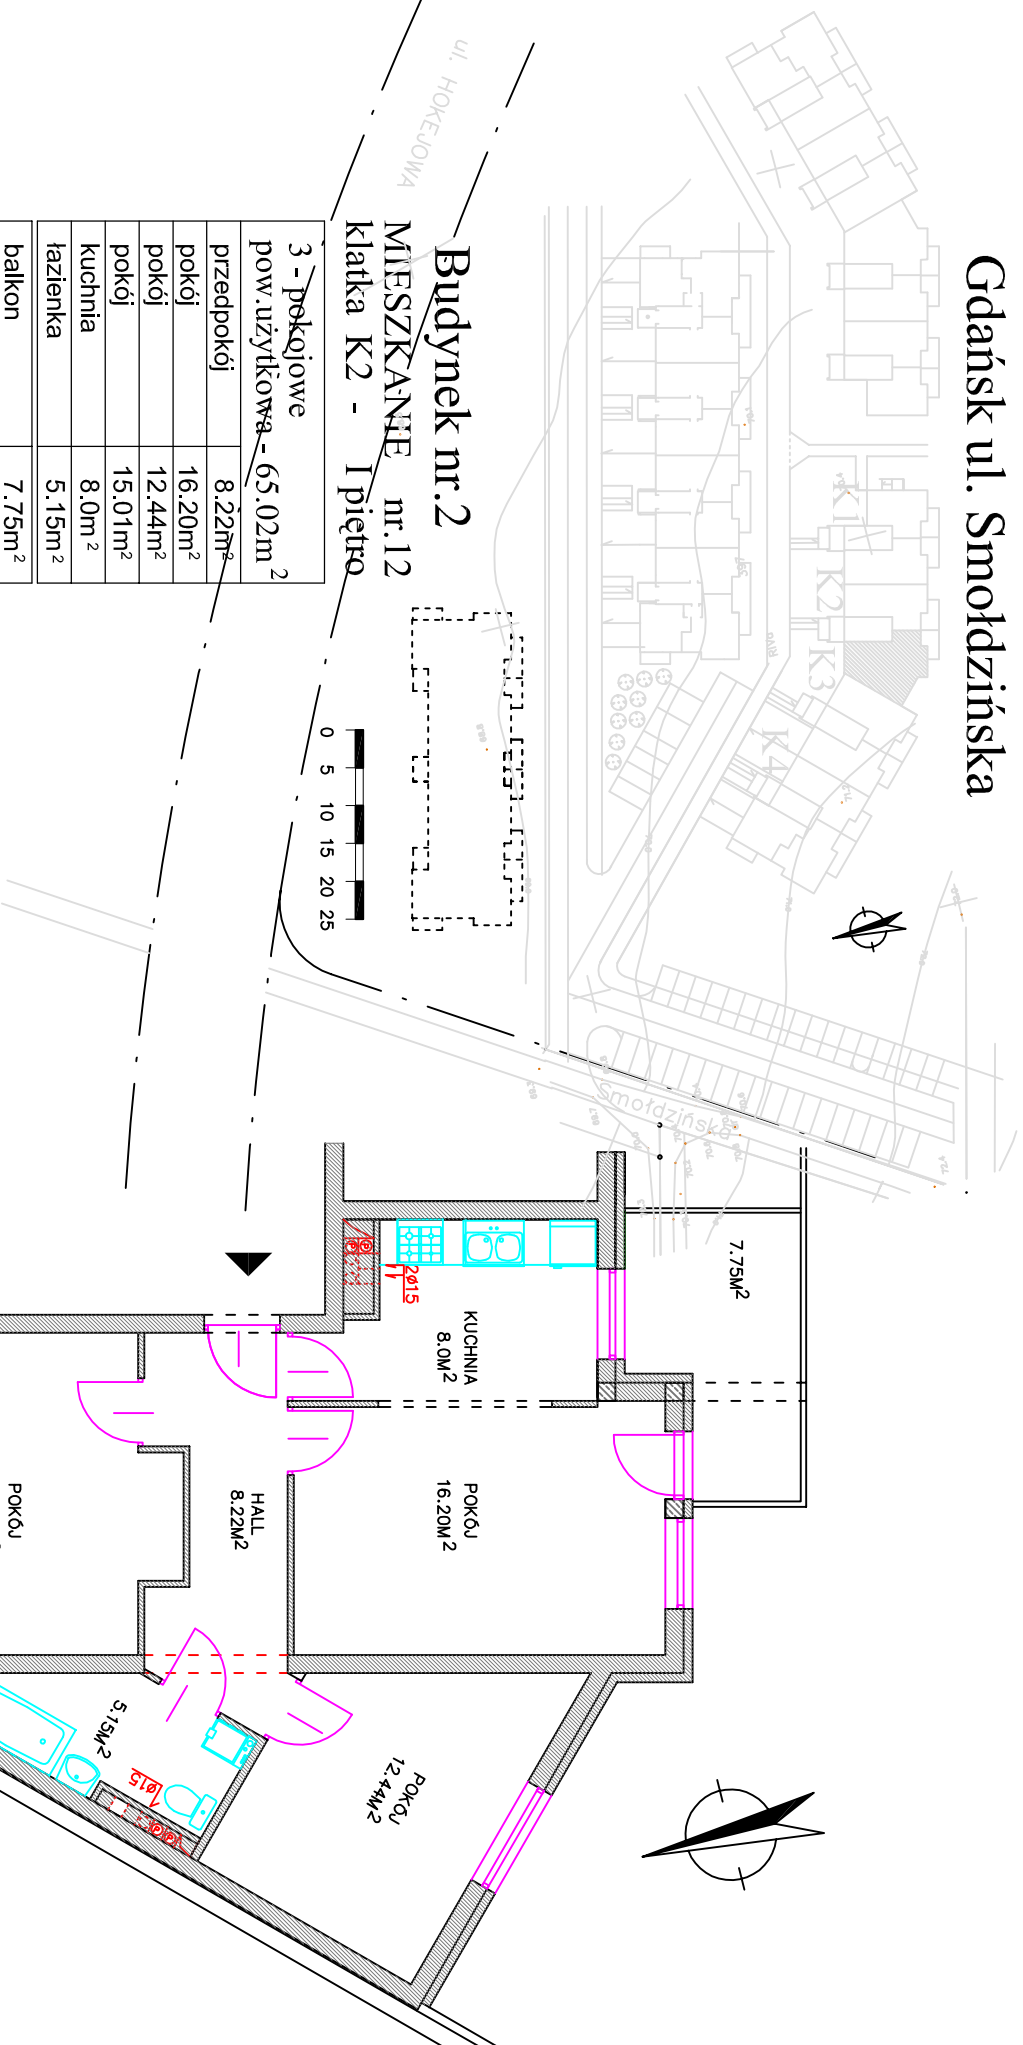 Gdańsk ul. Smołdzińska
ul. HOKEJOWA
K1
K2
K3
K4
Smołdzińska
Budynek nr.2
MIESZKANIE nr.12
klatka K2 - I piętro
3 - pokojowe
pow.użytkowa - 65.02m²
przedpokój 8.22m²
pokój 16.20m²
pokój 12.44m²
pokój 15.01m²
kuchnia 8.0m²
łazienka 5.15m²
balkon 7.75m²
0 5 10 15 20 25
7.75M²
KUCHNIA
8.0M²
2ø15
POKÓJ
16.20M²
HALL
8.22M²
POKÓJ
POKÓJ
12.44M²
5.15M²
1ø15